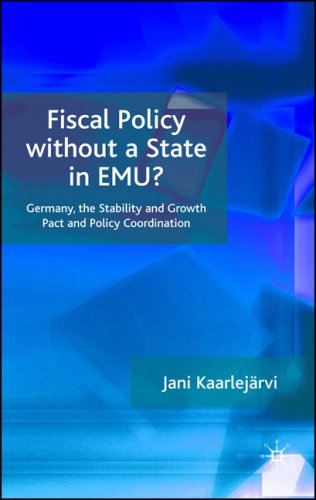 Fiscal Policy
without a State
in EMU?
Germany, the Stability and Growth
Pact and Policy Coordination
Jani Kaarlejärvi